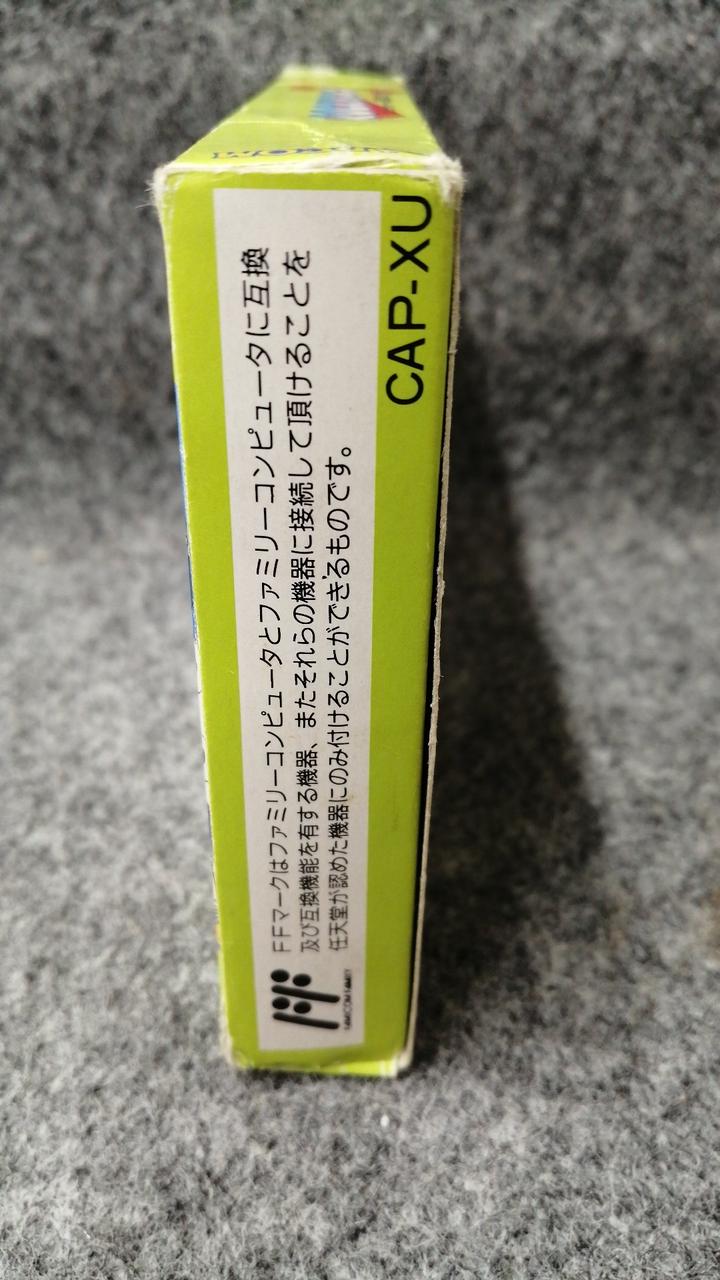 FFマークはファミリーコンピュータとファミリーコンピュータに互換
及び互換機能を有する機器、またそれらの機器に接続して頂けることを
任天堂が認めた機器にのみ付けることができるものです。
FAMICOM FAMILY
CAP-XU